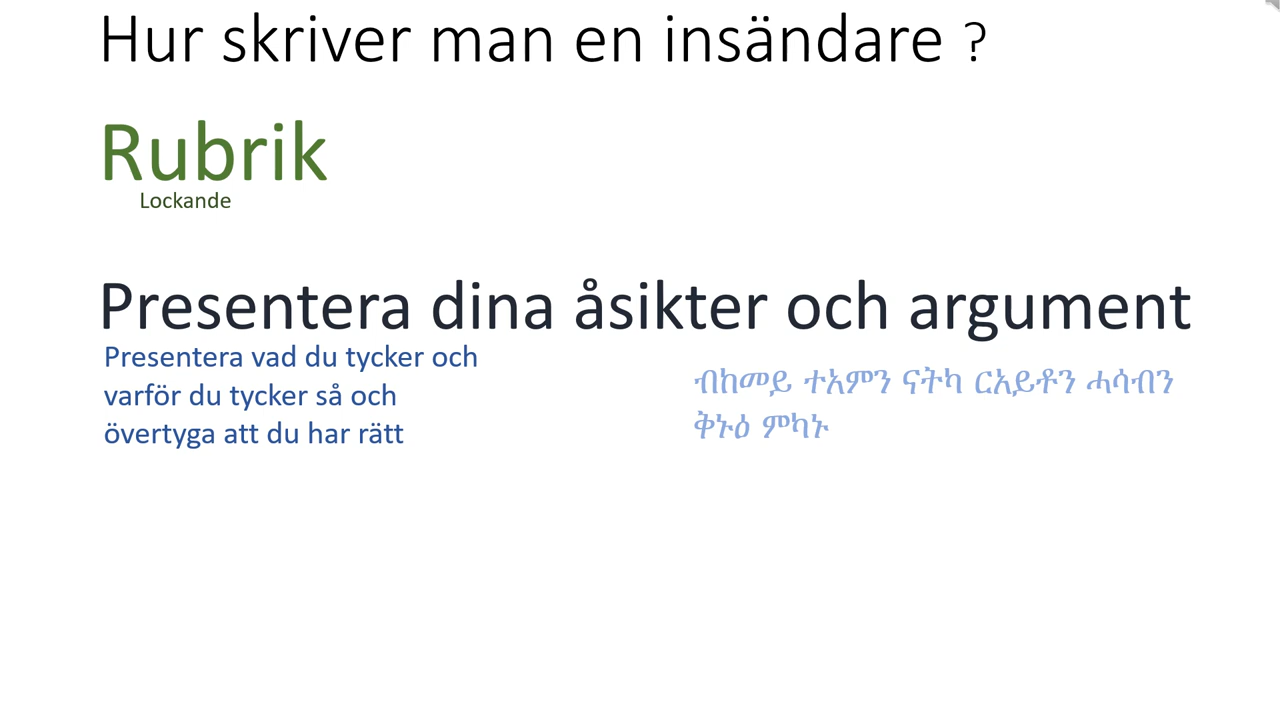 Hur skriver man en insändare ?
Rubrik
Lockande
Presentera dina åsikter och argument
Presentera vad du tycker och
varför du tycker så och
övertyga att du har rätt
ብከመይ ተአምን ናትካ ርእይቶን ሓሳብን
ቅኑዕ ምካኑ